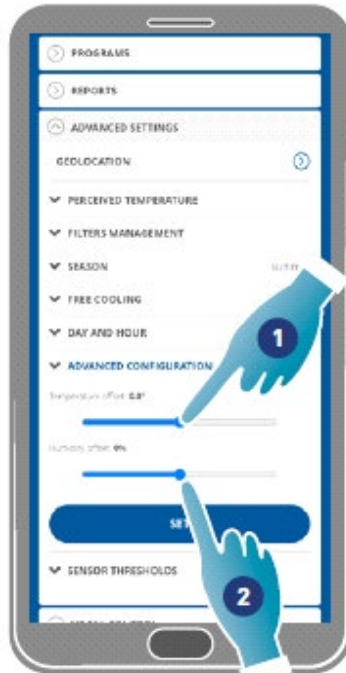 PROGRAMS
REPORTS
ADVANCED SETTINGS
GEOLOCATION
PERCEIVED TEMPERATURE
FILTERS MANAGEMENT
SEASON
FREE COOLING
DAY AND HOUR
1
ADVANCED CONFIGURATION
Temperature offset 0.0°
Humidity offset 0%
SET
SENSOR THRESHOLDS
2